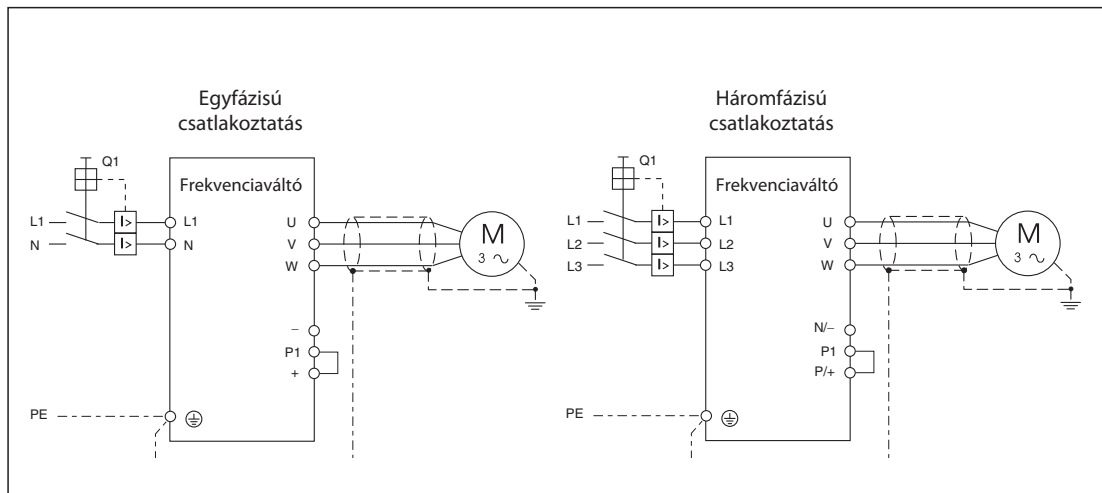 Egyfázisú
csatlakoztatás
Q1
Frekvenciaváltó
L1
I>
L1
U
N
I>
N
V
W
M
3 ~
–
P1
+
PE
Háromfázisú
csatlakoztatás
Q1
Frekvenciaváltó
L1
I>
L1
U
L2
I>
L2
V
L3
I>
L3
W
M
3 ~
N/–
P1
P/+
PE